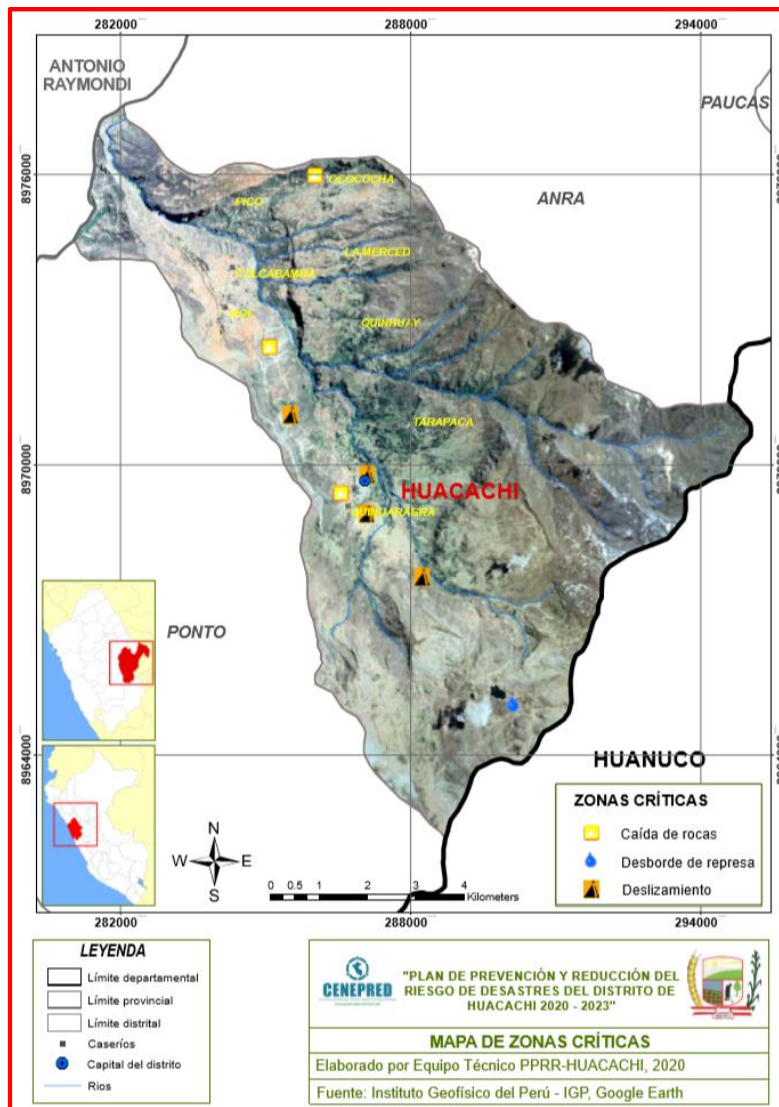 282000
288000
294000
ANTONIO
RAYMONDI
PAUCAS
8976000
OCOCOCHA
ANRA
PICO
LA MERCED
COLCABAMBA
QUINHUAY
TARAPACA
8970000
HUACACHI
QUIHUARAGRA
PONTO
8964000
HUANUCO
ZONAS CRÍTICAS
Caída de rocas
Desborde de represa
Deslizamiento
N
W
E
S
0 0.5 1 2 3 4
Kilometers
282000
288000
294000
LEYENDA
Límite departamental
Límite provincial
Límite distrital
Caseríos
Capital del distrito
Rios
CENEPRED
"PLAN DE PREVENCIÓN Y REDUCCIÓN DEL
RIESGO DE DESASTRES DEL DISTRITO DE
HUACACHI 2020 - 2023"
MAPA DE ZONAS CRÍTICAS
Elaborado por Equipo Técnico PPRR-HUACACHI, 2020
Fuente: Instituto Geofísico del Perú - IGP, Google Earth